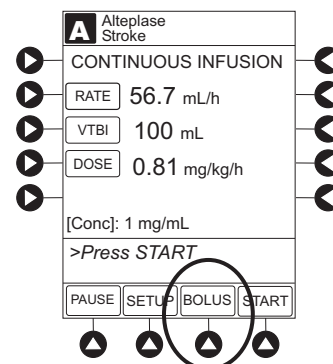 A Alteplase
Stroke
CONTINUOUS INFUSION
RATE 56.7 mL/h
VTBI 100 mL
DOSE 0.81 mg/kg/h
[Conc]: 1 mg/mL
>Press START
PAUSE SETUP BOLUS START